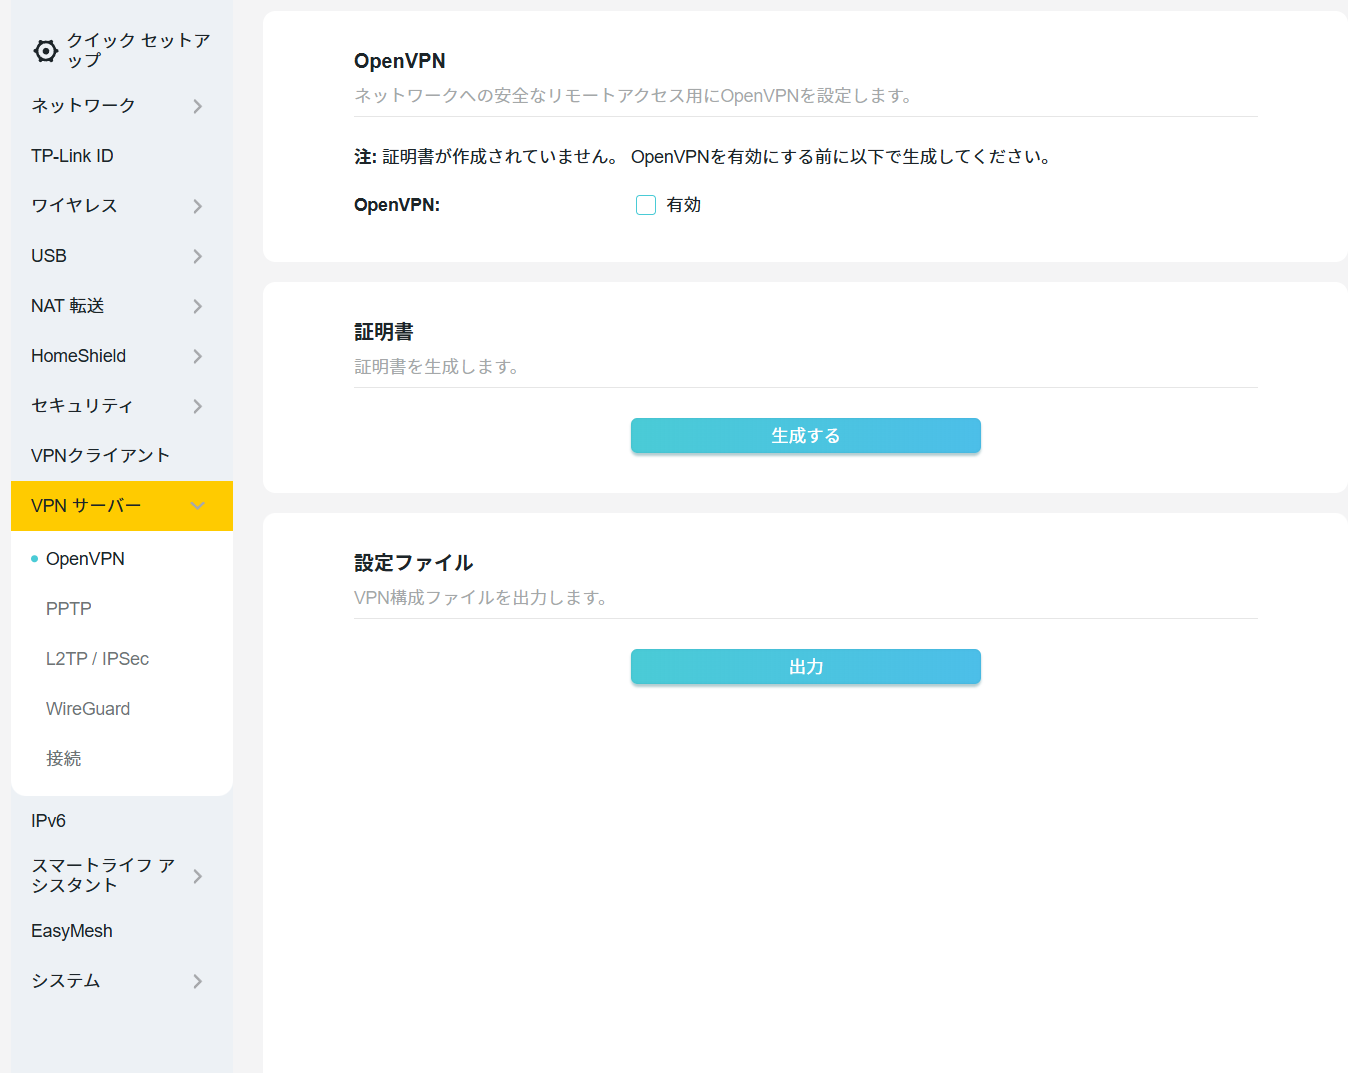 クイック セットア
ップ
ネットワーク
TP-Link ID
ワイヤレス
USB
NAT 転送
HomeShield
セキュリティ
VPNクライアント
VPN サーバー
OpenVPN
PPTP
L2TP / IPSec
WireGuard
接続
IPv6
スマートライフ ア
シスタント
EasyMesh
システム
OpenVPN
ネットワークへの安全なリモートアクセス用にOpenVPNを設定します。
注: 証明書が作成されていません。 OpenVPNを有効にする前に以下で生成してください。
OpenVPN: 有効
証明書
証明書を生成します。
生成する
設定ファイル
VPN構成ファイルを出力します。
出力